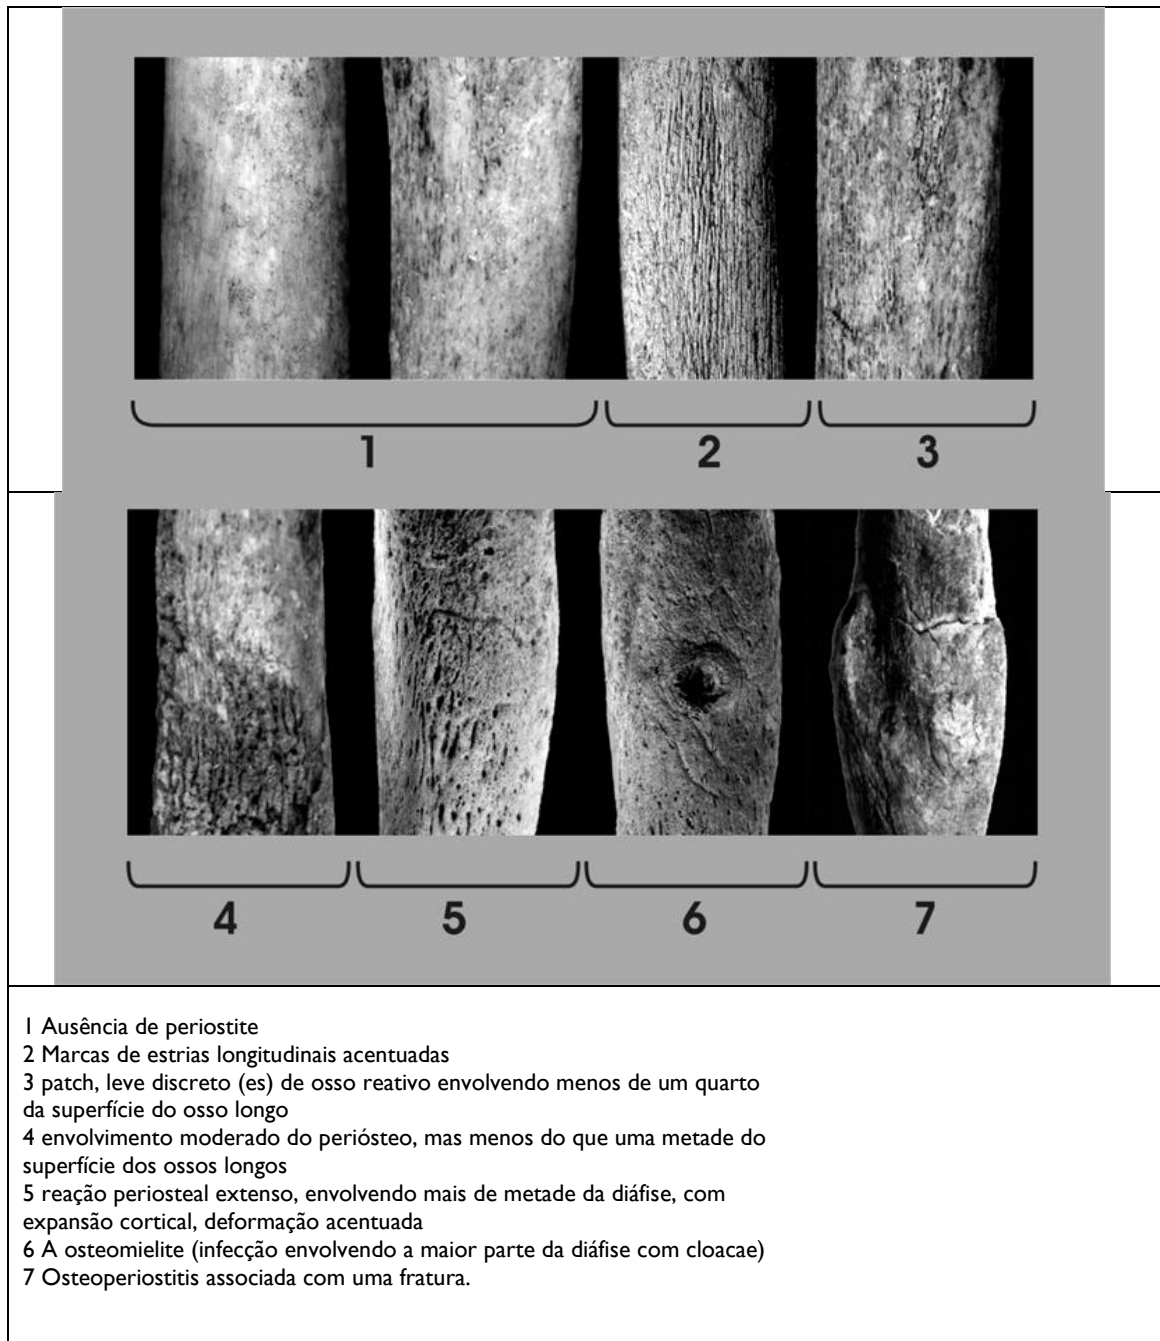 1
2
3
4
5
6
7
1 Ausência de periostite
2 Marcas de estrias longitudinais acentuadas
3 patch, leve discreto (es) de osso reativo envolvendo menos de um quarto
da superfície do osso longo
4 envolvimento moderado do periósteo, mas menos do que uma metade do
superfície dos ossos longos
5 reação periosteal extenso, envolvendo mais de metade da diáfise, com
expansão cortical, deformação acentuada
6 A osteomielite (infecção envolvendo a maior parte da diáfise com cloacae)
7 Osteoperiostitis associada com uma fratura.